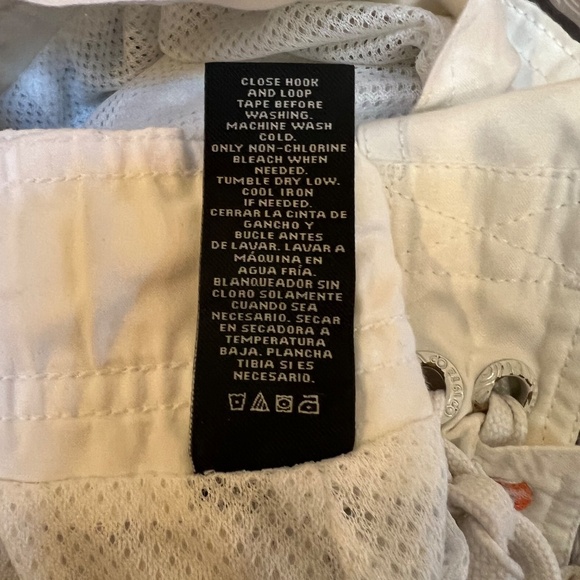 CLOSE HOOK
AND LOOP
TAPE BEFORE
WASHING.
MACHINE WASH
COLD.
ONLY NON-CHLORINE
BLEACH WHEN
NEEDED.
TUMBLE DRY LOW.
COOL IRON
IF NEEDED.
CERRAR LA CINTA DE
GANCHO Y
BUCLE ANTES
DE LAVAR. LAVAR A
MÁQUINA EN
AGUA FRÍA.
BLANQUEADOR SIN
CLORO SOLAMENTE
CUANDO SEA
NECESARIO. SECAR
EN SECADORA A
TEMPERATURA
BAJA. PLANCHA
TIBIA SI ES
NECESARIO.